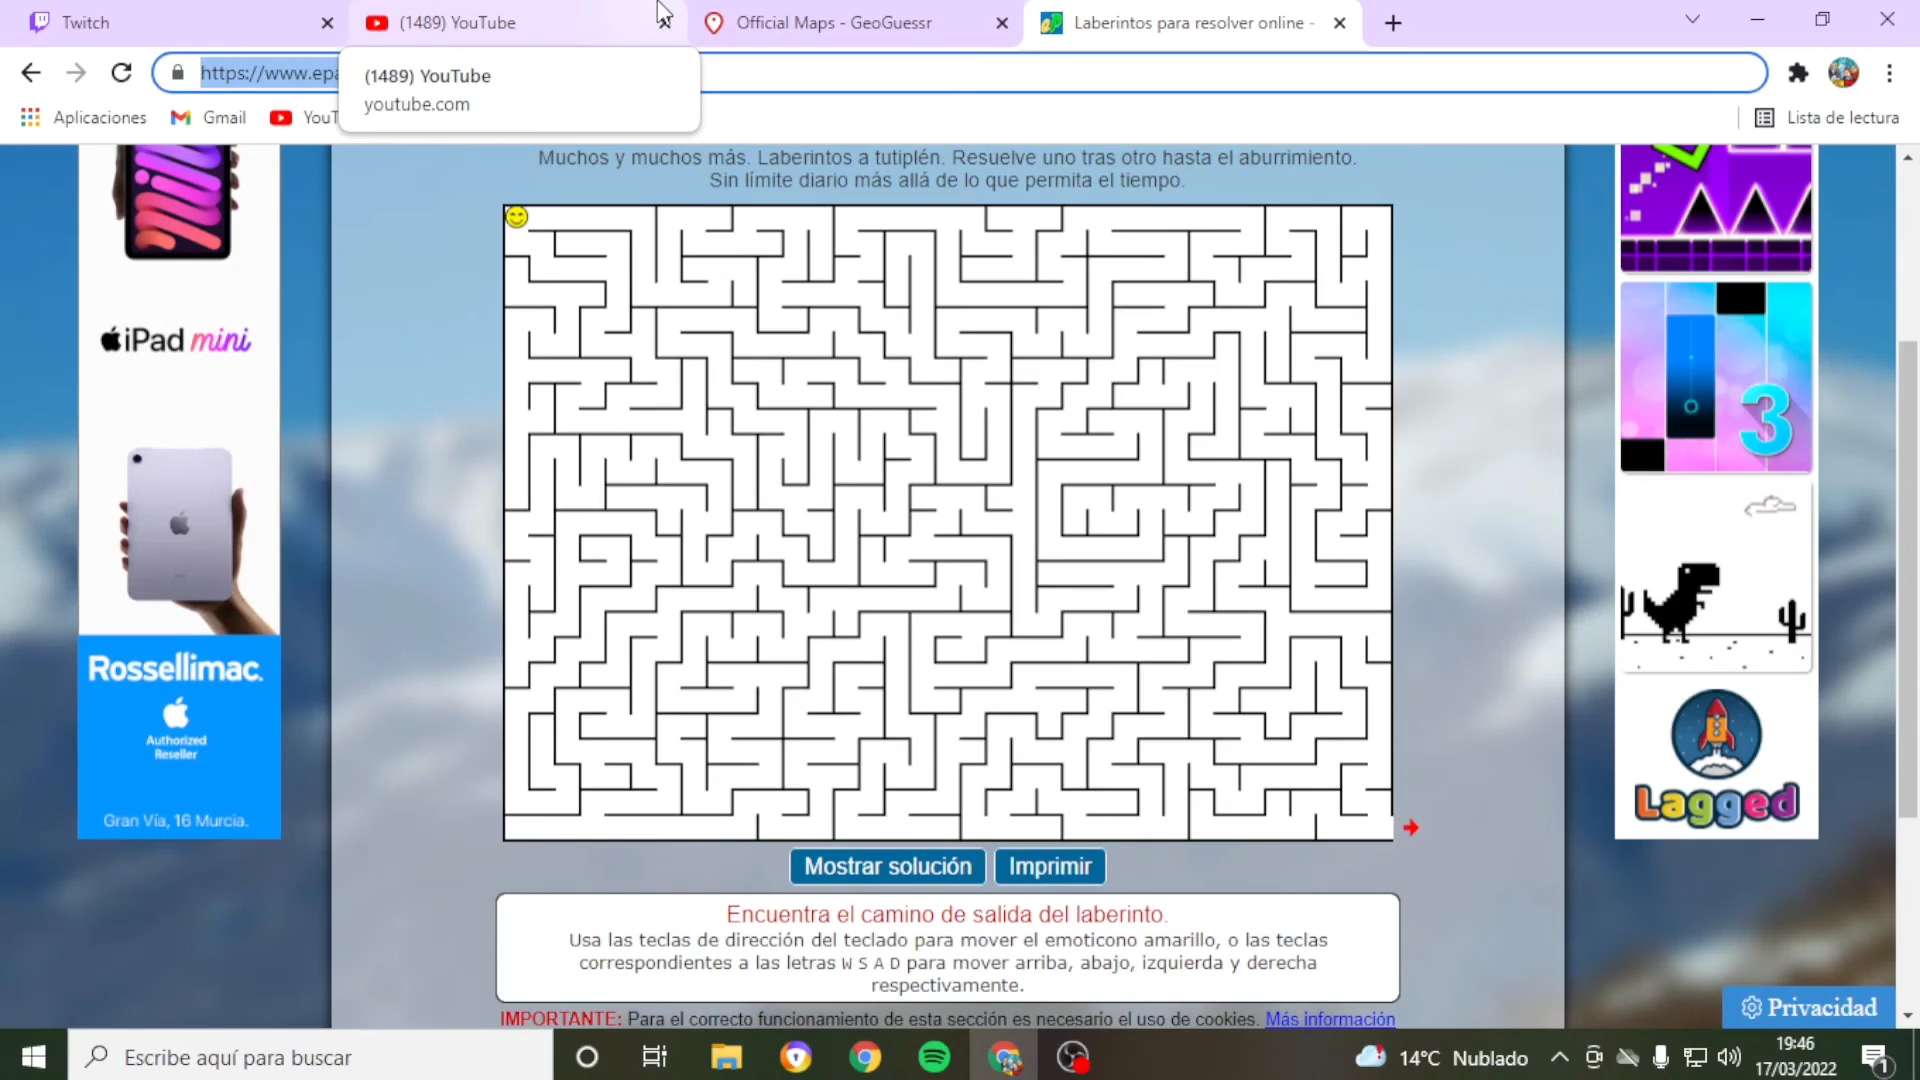 Twitch
(1489) YouTube
Official Maps - GeoGuessr
Laberintos para resolver online -
https://www.epa
(1489) YouTube
youtube.com
Aplicaciones
Gmail
YouT
Lista de lectura
Muchos y muchos más. Laberintos a tutiplén. Resuelve uno tras otro hasta el aburrimiento.
Sin límite diario más allá de lo que permita el tiempo.
iPad mini
Rossellimac.
Authorized
Reseller
Gran Vía, 16 Murcia.
3
Lagged
Mostrar solución
Imprimir
Encuentra el camino de salida del laberinto.
Usa las teclas de dirección del teclado para mover el emoticono amarillo, o las teclas
correspondientes a las letras W S A D para mover arriba, abajo, izquierda y derecha
respectivamente.
IMPORTANTE: Para el correcto funcionamiento de esta sección es necesario el uso de cookies. Más información
Privacidad
Escribe aquí para buscar
14°C Nublado
19:46
17/03/2022
1